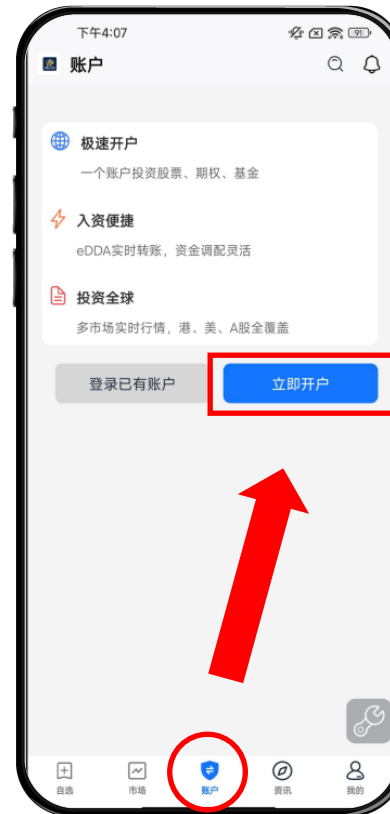 下午4:07
91
账户
极速开户
一个账户投资股票、期权、基金
入资便捷
eDDA实时转账，资金调配灵活
投资全球
多市场实时行情，港、美、A股全覆盖
登录已有账户
立即开户
自选
市场
账户
资讯
我的